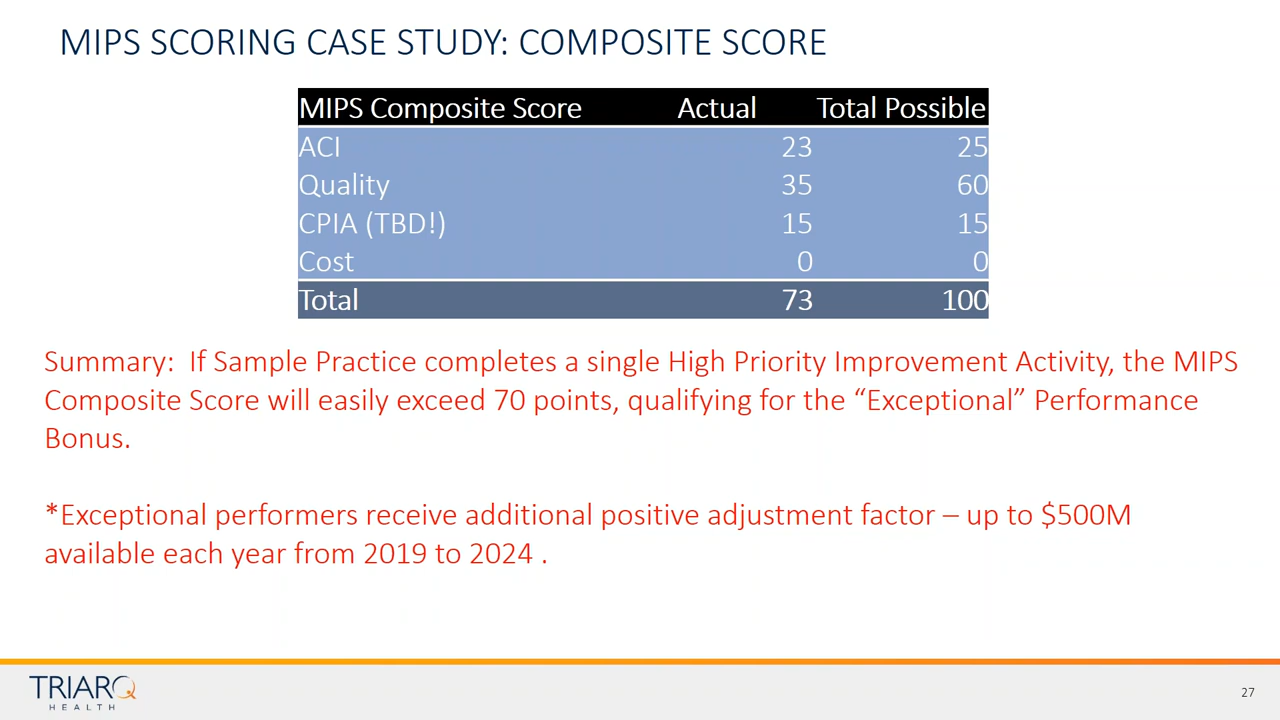 MIPS SCORING CASE STUDY: COMPOSITE SCORE
MIPS Composite Score Actual Total Possible
ACI 23 25
Quality 35 60
CPIA (TBD!) 15 15
Cost 0 0
Total 73 100
Summary: If Sample Practice completes a single High Priority Improvement Activity, the MIPS
Composite Score will easily exceed 70 points, qualifying for the “Exceptional” Performance
Bonus.
*Exceptional performers receive additional positive adjustment factor – up to $500M
available each year from 2019 to 2024 .
TRIARQ
HEALTH
27